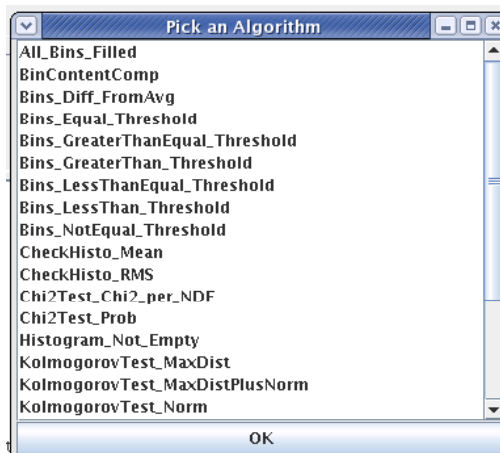 Pick an Algorithm
All_Bins_Filled
BinContentComp
Bins_Diff_FromAvg
Bins_Equal_Threshold
Bins_GreaterThanEqual_Threshold
Bins_GreaterThan_Threshold
Bins_LessThanEqual_Threshold
Bins_LessThan_Threshold
Bins_NotEqual_Threshold
CheckHisto_Mean
CheckHisto_RMS
Chi2Test_Chi2_per_NDF
Chi2Test_Prob
Histogram_Not_Empty
KolmogorovTest_MaxDist
KolmogorovTest_MaxDistPlusNorm
KolmogorovTest_Norm
OK